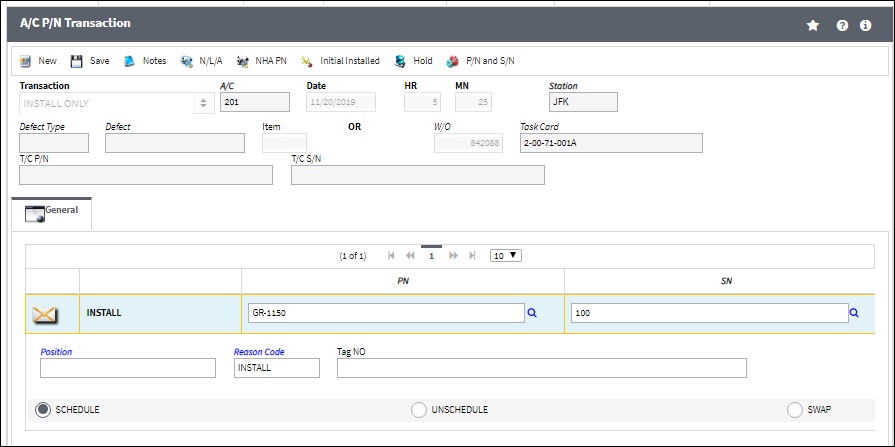 A/C P/N Transaction
New Save Notes N/L/A NHA PN Initial Installed Hold P/N and S/N
Transaction A/C Date HR MN Station
INSTALL ONLY 201 11/20/2019 5 25 JFK
Defect Type Defect Item OR W/O Task Card
842088 2-00-71-001A
T/C P/N T/C S/N
General
(1 of 1) 1 10
PN SN
INSTALL GR-1150 100
Position Reason Code Tag NO
INSTALL
SCHEDULE UNSCHEDULE SWAP